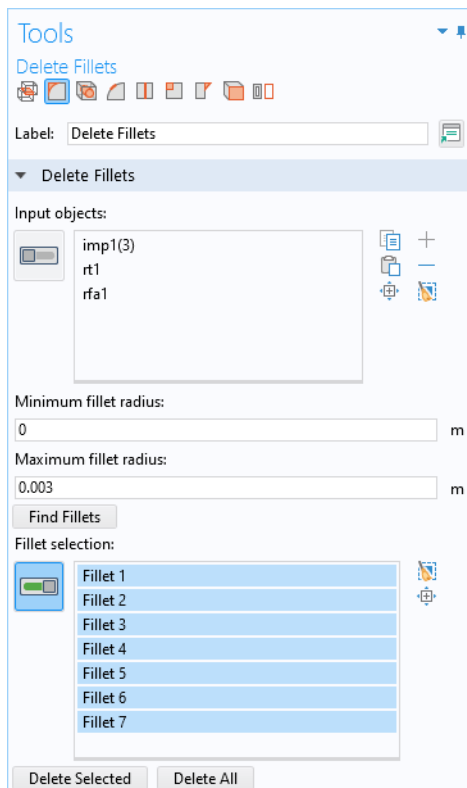 Tools
Delete Fillets
Label: Delete Fillets
Delete Fillets
Input objects:
imp1(3)
rt1
rfa1
Minimum fillet radius:
0 m
Maximum fillet radius:
0.003 m
Find Fillets
Fillet selection:
Fillet 1
Fillet 2
Fillet 3
Fillet 4
Fillet 5
Fillet 6
Fillet 7
Delete Selected Delete All